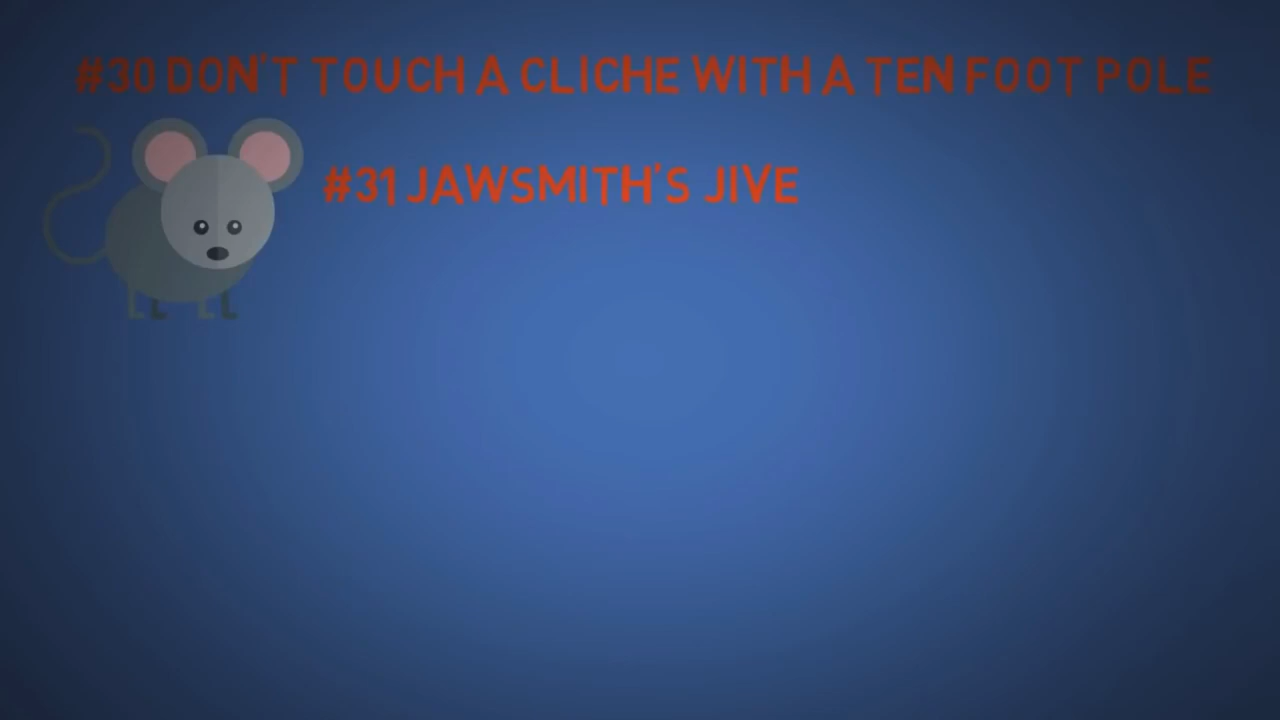 #30 DON'T TOUCH A CLICHE WITH A TEN FOOT POLE
#31 JAWSMITH'S JIVE